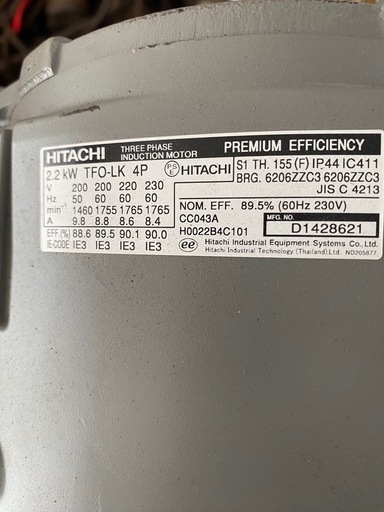 HITACHI THREE PHASE INDUCTION MOTOR PREMIUM EFFICIENCY
2.2 kW TFO-LK 4P PS E HITACHI S1 TH. 155 (F) IP.44 IC411
BRG. 6206ZZC3 6206ZZC3
JIS C 4213
V 200 200 220 230
Hz 50 60 60 60
min⁻¹ 1460 1755 1765 1765
A 9.8 8.8 8.6 8.4
EFF.(%) 88.6 89.5 90.1 90.0
IE-CODE IE3 IE3 IE3 IE3
NOM. EFF. 89.5% (60Hz 230V)
CC043A
H0022B4C101
MFG. NO. D1428621
ee Hitachi Industrial Equipment Systems Co.,Ltd.
Hitachi Industrial Technology (Thailand),Ltd. ND205877